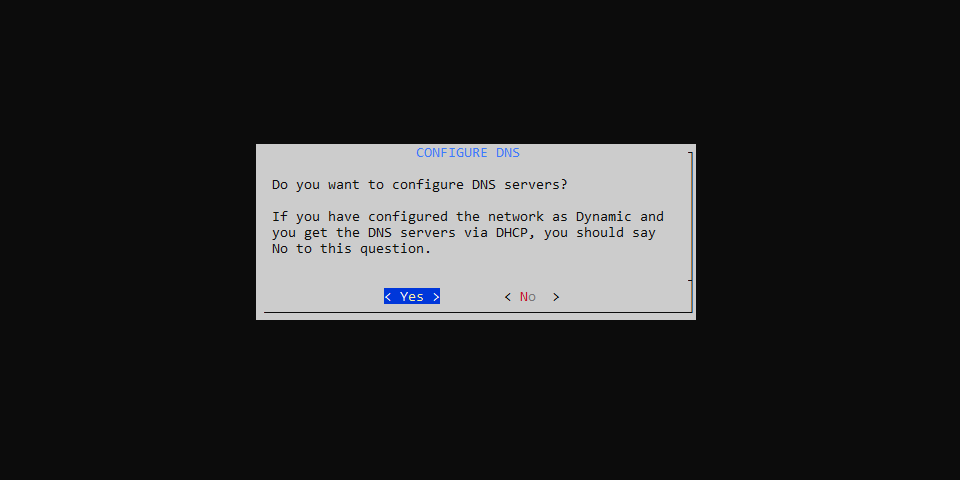 CONFIGURE DNS
Do you want to configure DNS servers?
If you have configured the network as Dynamic and
you get the DNS servers via DHCP, you should say
No to this question.
< Yes > < No >